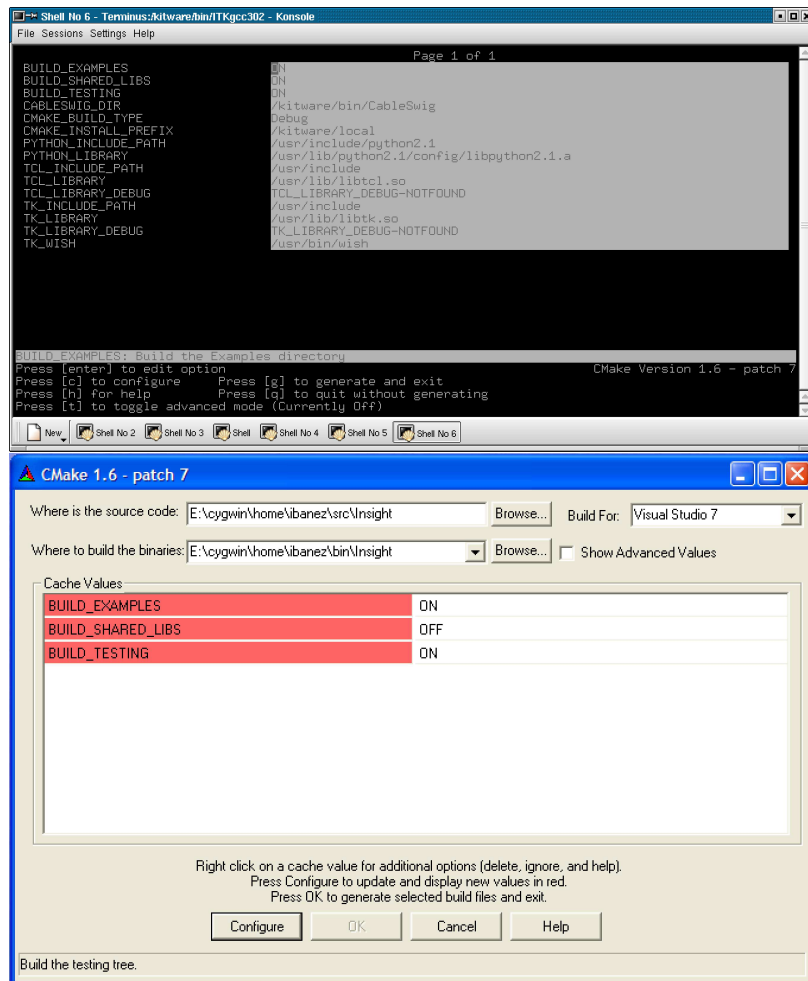 Shell No 6 - Terminus:/kitware/bin/ITKgcc302 - Konsole
File Sessions Settings Help
Page 1 of 1
BUILD_EXAMPLES ON
BUILD_SHARED_LIBS ON
BUILD_TESTING ON
CABLESWIG_DIR /kitware/bin/CableSwig
CMAKE_BUILD_TYPE Debug
CMAKE_INSTALL_PREFIX /kitware/local
PYTHON_INCLUDE_PATH /usr/include/python2.1
PYTHON_LIBRARY /usr/lib/python2.1/config/libpython2.1.a
TCL_INCLUDE_PATH /usr/include
TCL_LIBRARY /usr/lib/libtcl.so
TCL_LIBRARY_DEBUG TCL_LIBRARY_DEBUG-NOTFOUND
TK_INCLUDE_PATH /usr/include
TK_LIBRARY /usr/lib/libtk.so
TK_LIBRARY_DEBUG TK_LIBRARY_DEBUG-NOTFOUND
TK_WISH /usr/bin/wish
BUILD_EXAMPLES: Build the Examples directory
Press [enter] to edit option CMake Version 1.6 - patch 7
Press [c] to configure Press [g] to generate and exit
Press [h] for help Press [q] to quit without generating
Press [t] to toggle advanced mode (Currently Off)
New Shell No 2 Shell No 3 Shell Shell No 4 Shell No 5 Shell No 6
CMake 1.6 - patch 7
Where is the source code: E:\cygwin\home\ibanez\src\Insight Browse... Build For: Visual Studio 7
Where to build the binaries: E:\cygwin\home\ibanez\bin\Insight Browse... Show Advanced Values
Cache Values
BUILD_EXAMPLES ON
BUILD_SHARED_LIBS OFF
BUILD_TESTING ON
Right click on a cache value for additional options (delete, ignore, and help).
Press Configure to update and display new values in red.
Press OK to generate selected build files and exit.
Configure OK Cancel Help
Build the testing tree.